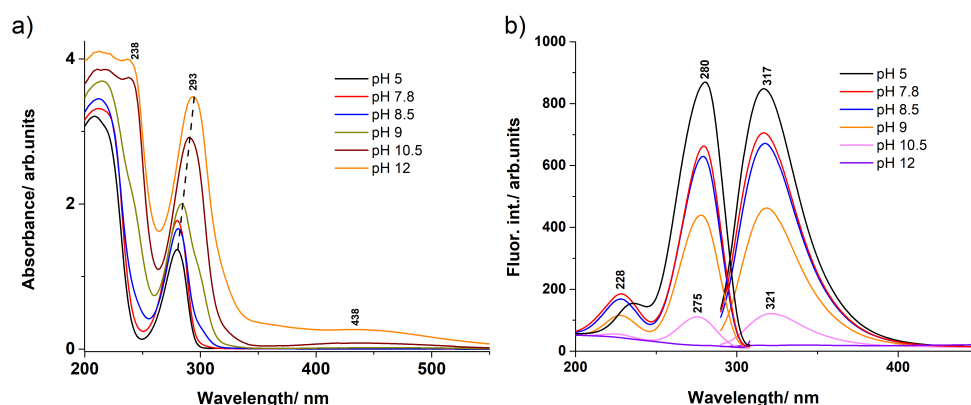 a)
Absorbance/ arb.units
4
2
0
238
293
438
pH 5
pH 7.8
pH 8.5
pH 9
pH 10.5
pH 12
200
300
400
500
Wavelength/ nm
b)
Fluor. int./ arb.units
1000
800
600
400
200
0
228
280
275
317
321
pH 5
pH 7.8
pH 8.5
pH 9
pH 10.5
pH 12
200
300
400
Wavelength/ nm